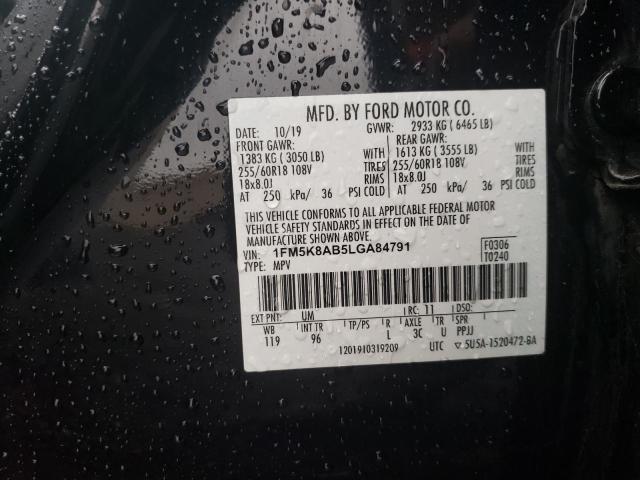 MFD. BY FORD MOTOR CO.
DATE: 10/19 GVWR: 2933 KG ( 6465 LB)
FRONT GAWR: REAR GAWR:
1383 KG ( 3050 LB) WITH 1613 KG ( 3555 LB) WITH
255/60R18 108V TIRES 255/60R18 108V TIRES
18x8.0J RIMS 18x8.0J RIMS
AT 250 kPa/ 36 PSI COLD AT 250 kPa/ 36 PSI COLD
THIS VEHICLE CONFORMS TO ALL APPLICABLE FEDERAL MOTOR
VEHICLE SAFETY STANDARDS IN EFFECT ON THE DATE OF
MANUFACTURE SHOWN ABOVE.
VIN: 1FM5K8AB5LGA84791 F0306
TYPE: MPV T0240
EXT PNT: UM RC: 11 DSO:
WB INT TR TP/PS R AXLE TR SPR
119 96 L 3C U PPJJ
1201910319209 UTC 5U5A-1520472-BA